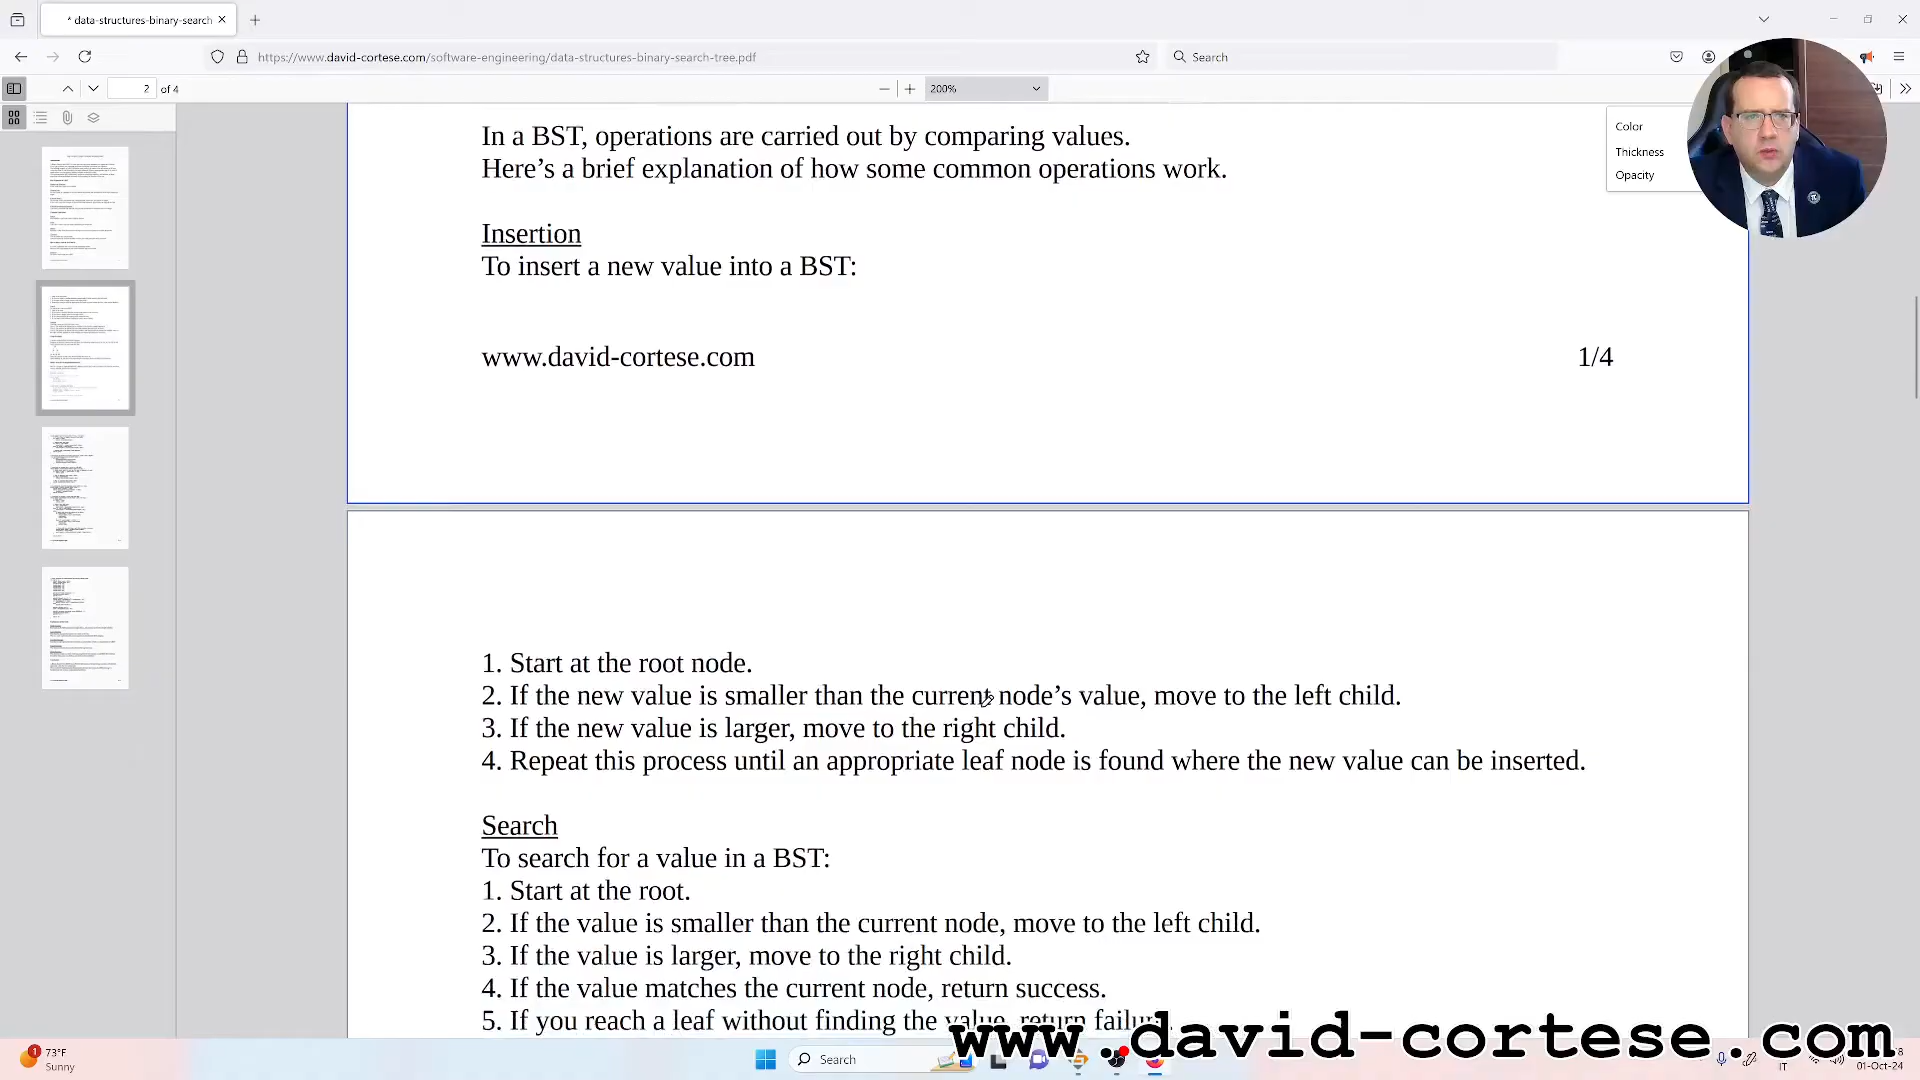 * data-structures-binary-search
https://www.david-cortese.com/software-engineering/data-structures-binary-search-tree.pdf
Search
2 of 4
200%
Color
Thickness
Opacity
In a BST, operations are carried out by comparing values.
Here’s a brief explanation of how some common operations work.
Insertion
To insert a new value into a BST:
www.david-cortese.com
1/4
1. Start at the root node.
2. If the new value is smaller than the current node’s value, move to the left child.
3. If the new value is larger, move to the right child.
4. Repeat this process until an appropriate leaf node is found where the new value can be inserted.
Search
To search for a value in a BST:
1. Start at the root.
2. If the value is smaller than the current node, move to the left child.
3. If the value is larger, move to the right child.
4. If the value matches the current node, return success.
5. If you reach a leaf without finding the value, return failure.
www.david-cortese.com
1
73°F
Sunny
Search
IT
01-Oct-24